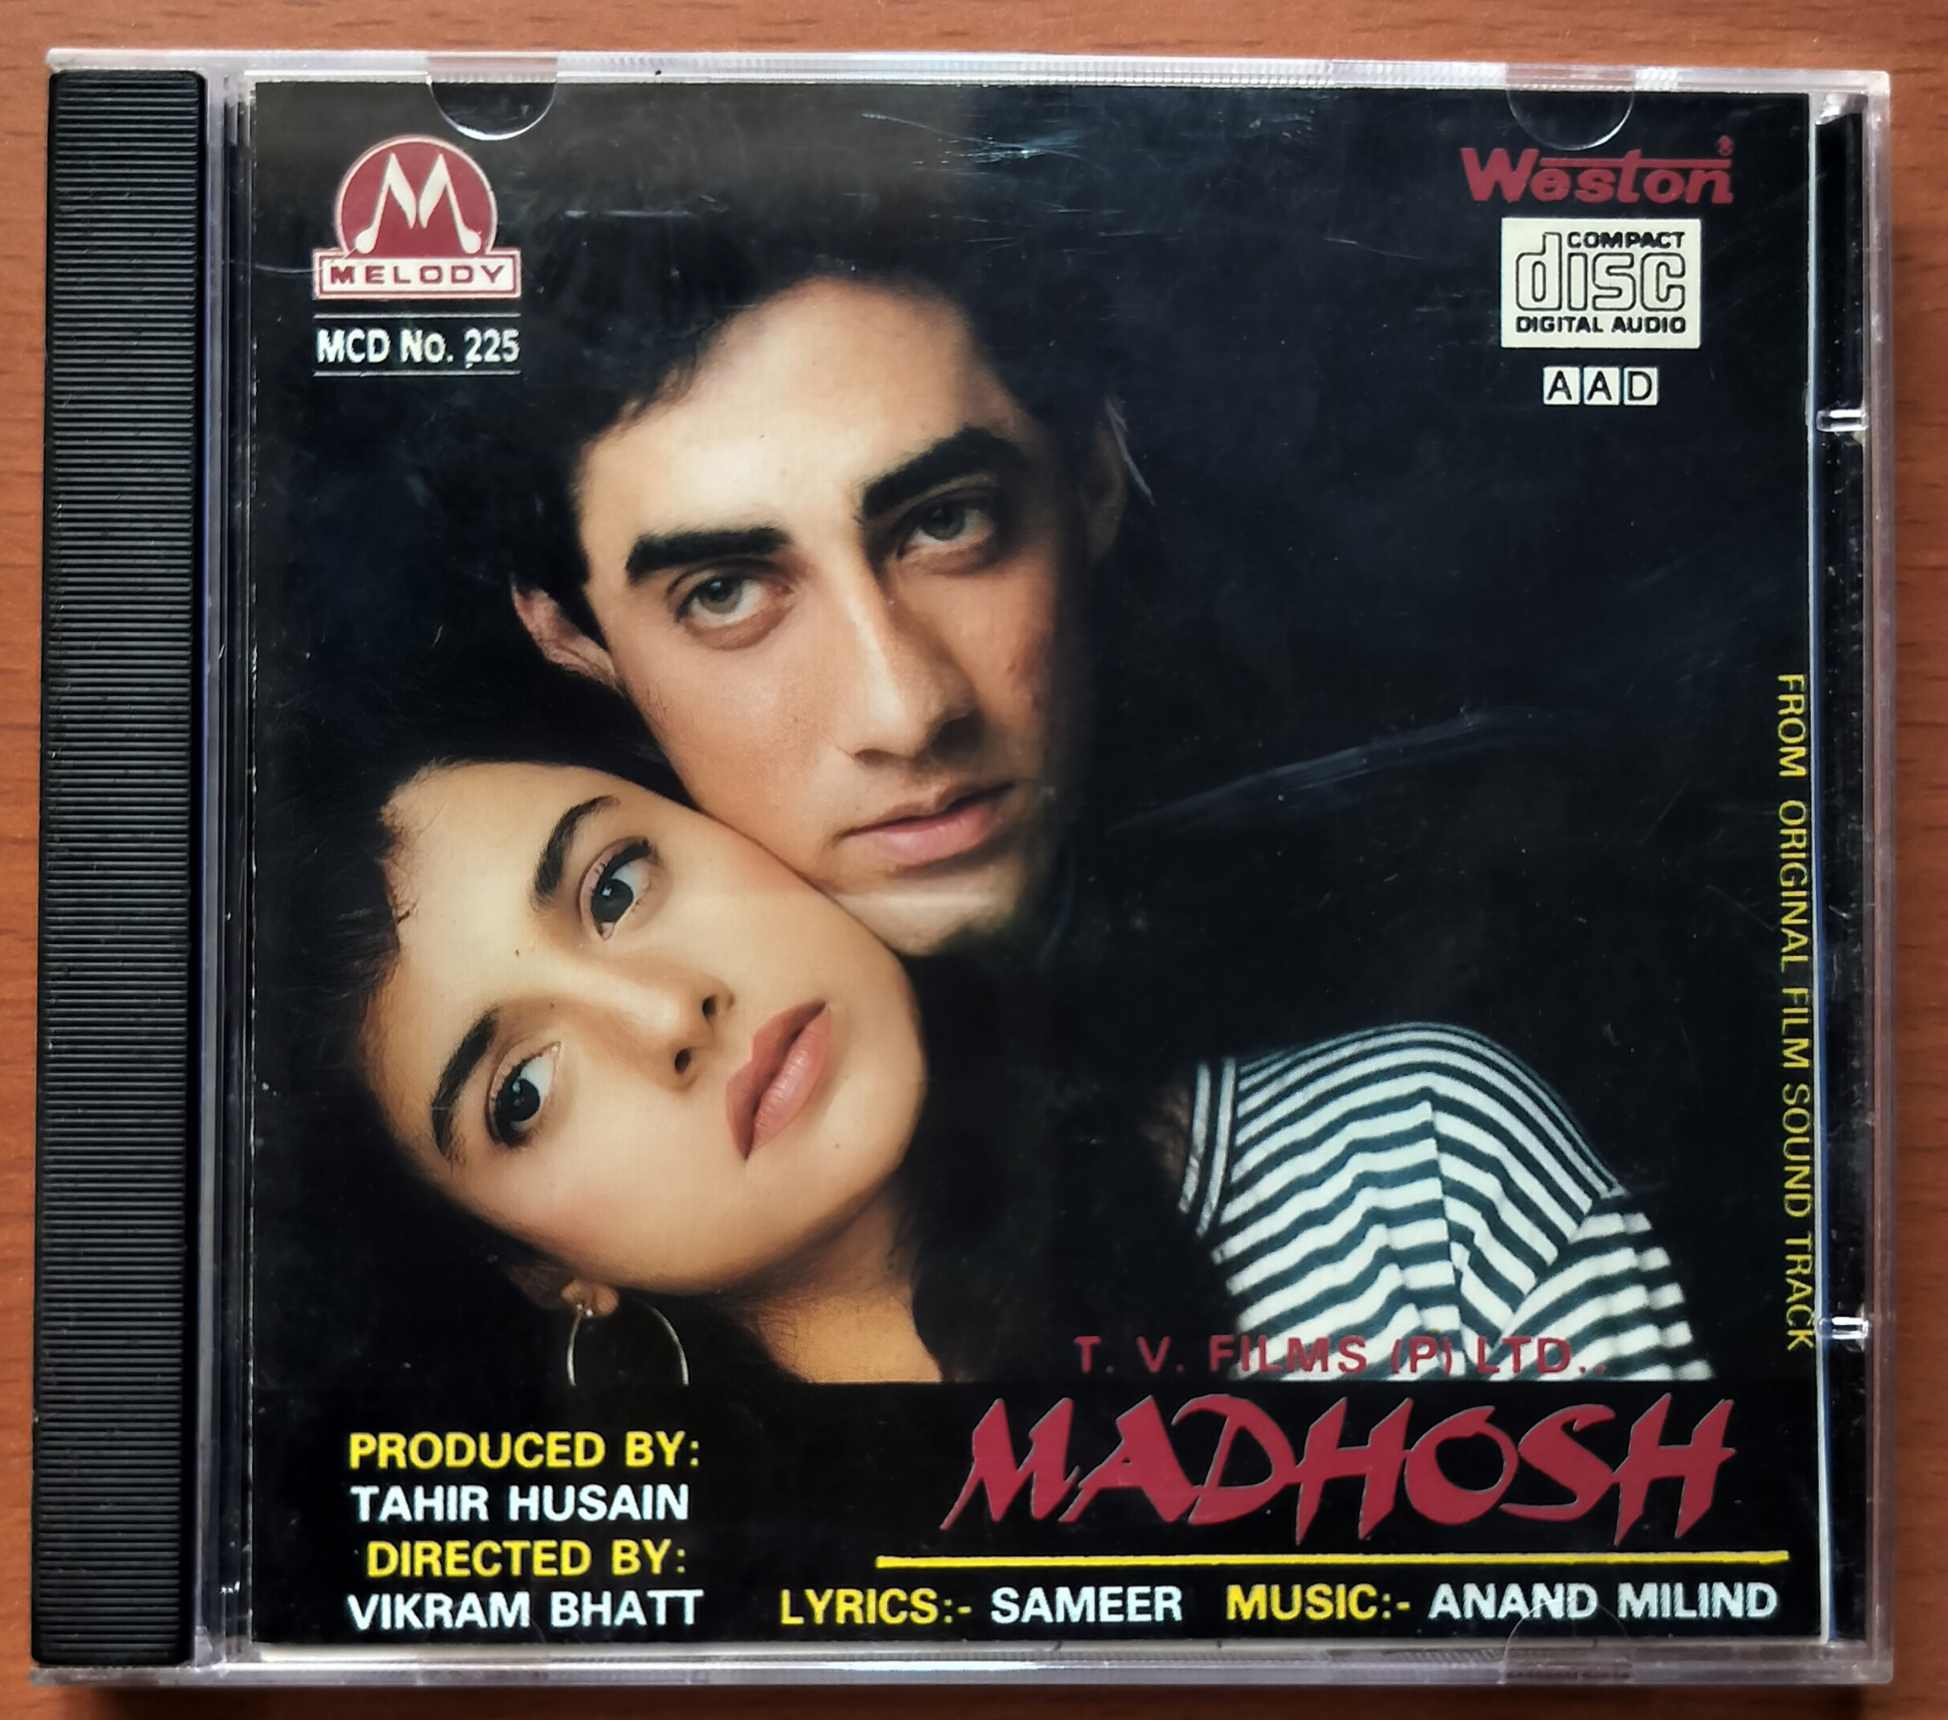 M
MELODY
MCD No. 225
Weston®
COMPACT
disc
DIGITAL AUDIO
AAD
FROM ORIGINAL FILM SOUND TRACK
T. V. FILMS (P) LTD..
MADHOSH
PRODUCED BY:
TAHIR HUSAIN
DIRECTED BY:
VIKRAM BHATT
LYRICS:- SAMEER MUSIC:- ANAND MILIND